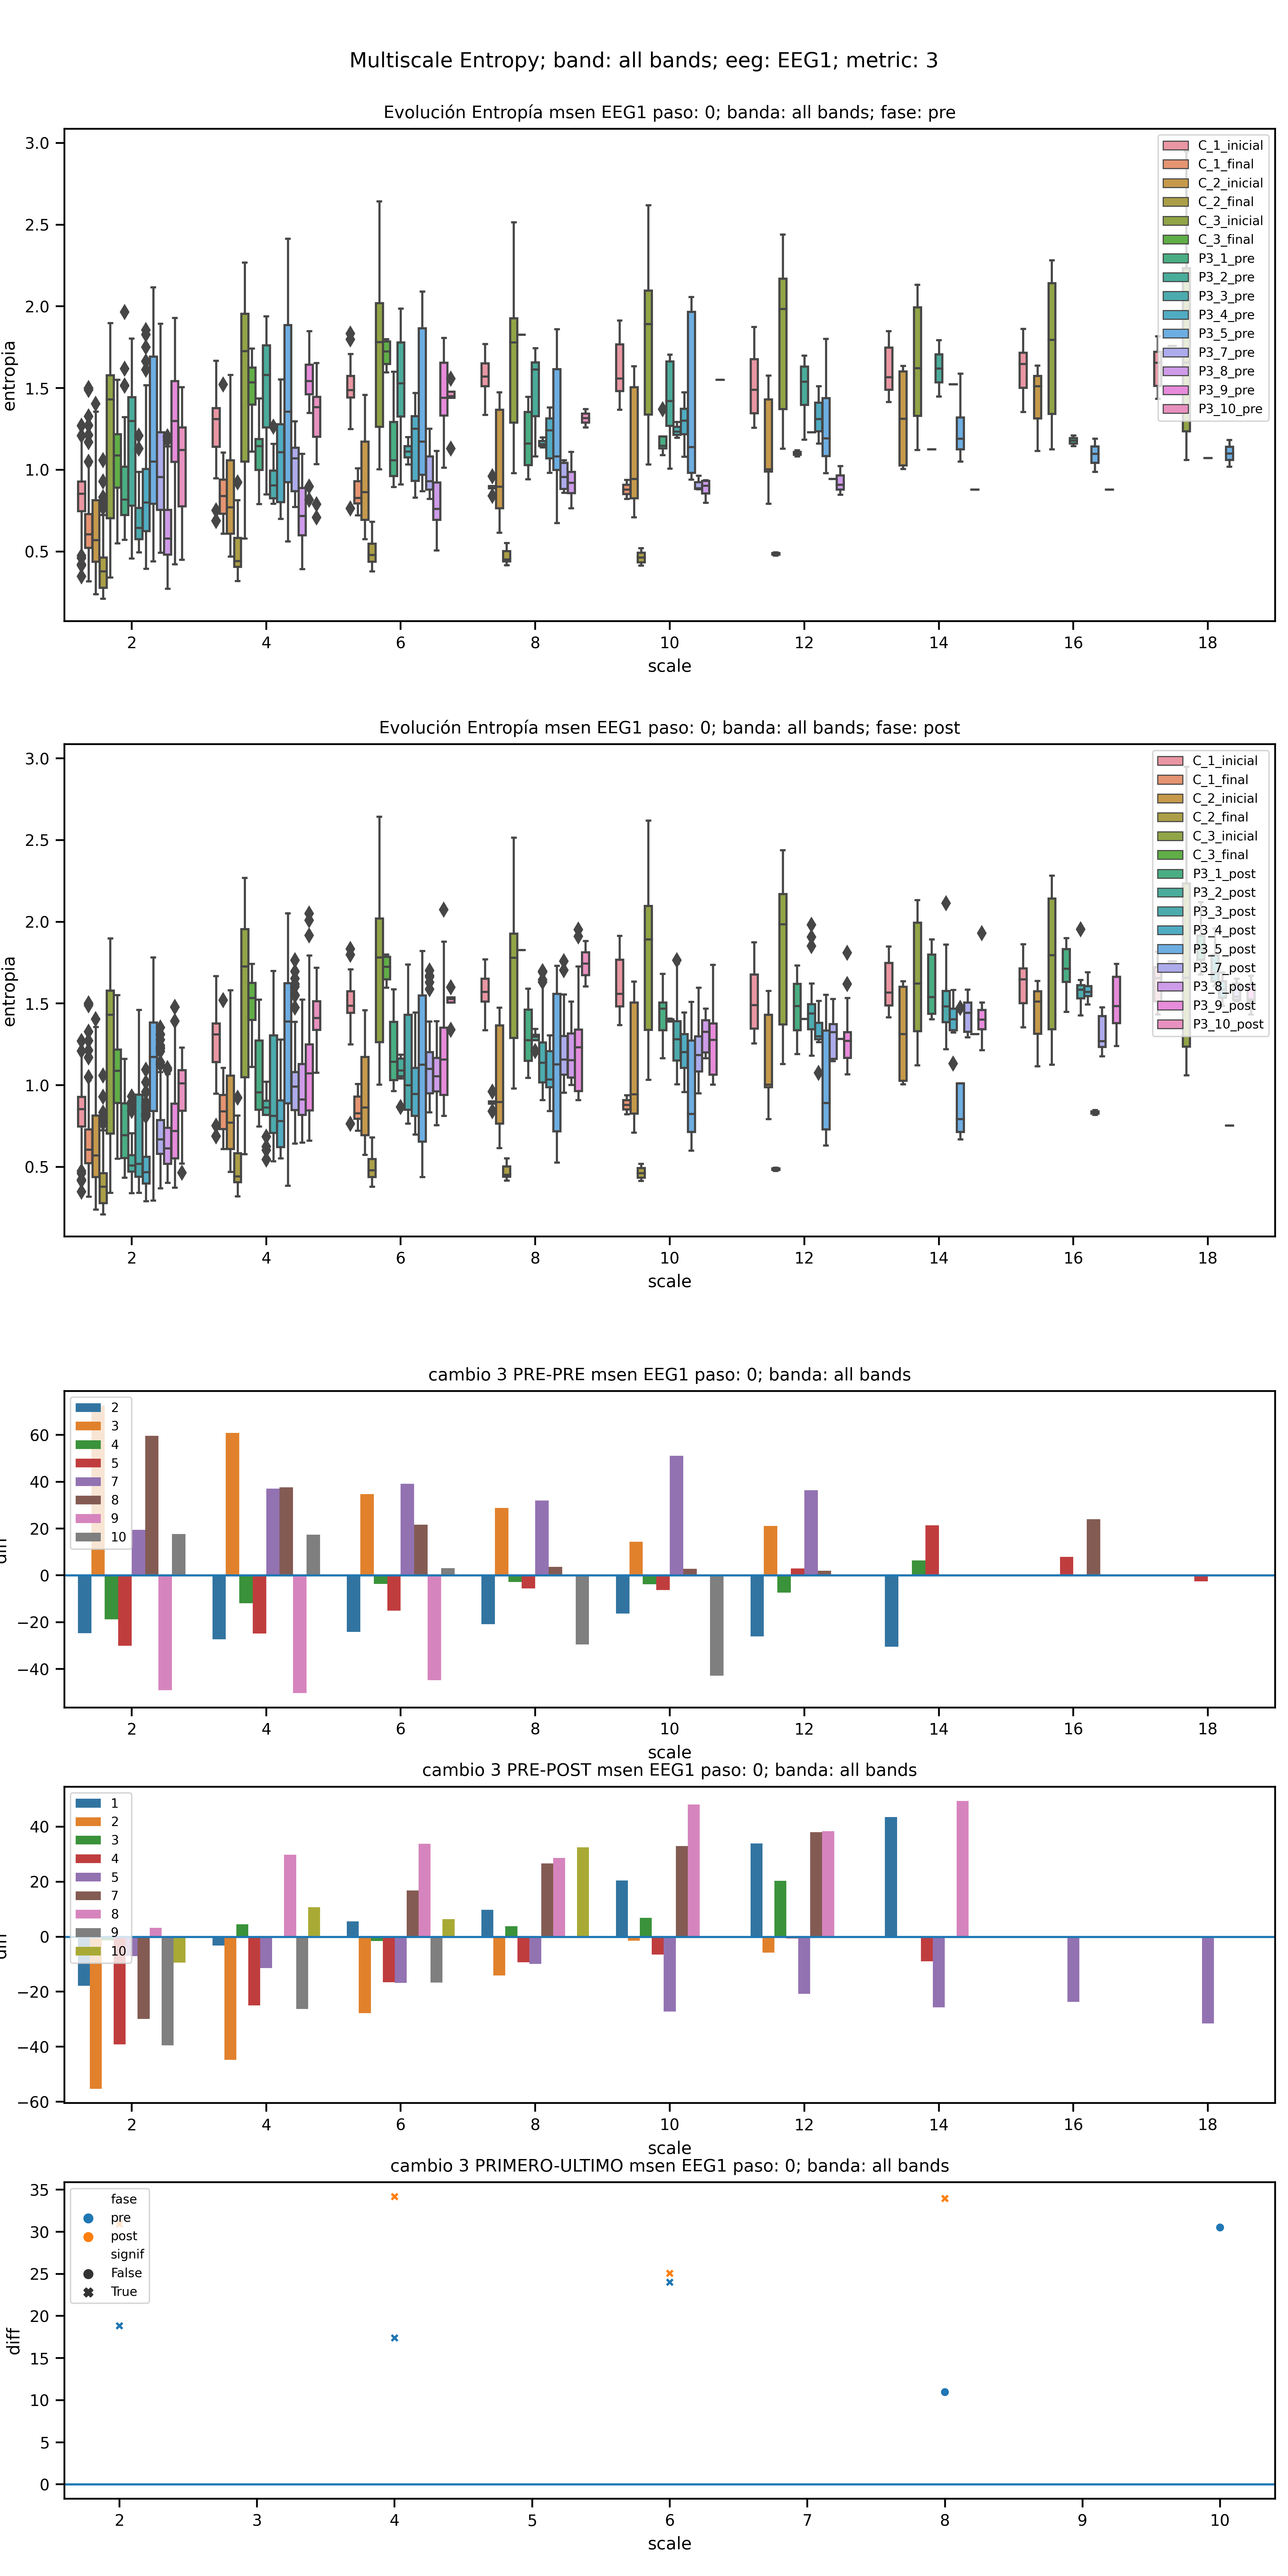 Multiscale Entropy; band: all bands; eeg: EEG1; metric: 3
Evolución Entropía msen EEG1 paso: 0; banda: all bands; fase: pre
3.0
2.5
2.0
1.5
1.0
0.5
entropia
C_1_inicial
C_1_final
C_2_inicial
C_2_final
C_3_inicial
C_3_final
P3_1_pre
P3_2_pre
P3_3_pre
P3_4_pre
P3_5_pre
P3_7_pre
P3_8_pre
P3_9_pre
P3_10_pre
2 4 6 8 10 12 14 16 18
scale
Evolución Entropía msen EEG1 paso: 0; banda: all bands; fase: post
3.0
2.5
2.0
1.5
1.0
0.5
entropia
C_1_inicial
C_1_final
C_2_inicial
C_2_final
C_3_inicial
C_3_final
P3_1_post
P3_2_post
P3_3_post
P3_4_post
P3_5_post
P3_7_post
P3_8_post
P3_9_post
P3_10_post
2 4 6 8 10 12 14 16 18
scale
cambio 3 PRE-PRE msen EEG1 paso: 0; banda: all bands
60
40
20
0
−20
−40
diff
2
3
4
5
7
8
9
10
2 4 6 8 10 12 14 16 18
scale
cambio 3 PRE-POST msen EEG1 paso: 0; banda: all bands
40
20
0
−20
−40
−60
diff
1
2
3
4
5
7
8
9
10
2 4 6 8 10 12 14 16 18
scale
cambio 3 PRIMERO-ULTIMO msen EEG1 paso: 0; banda: all bands
35
30
25
20
15
10
5
0
diff
fase
pre
post
signif
False
True
2 3 4 5 6 7 8 9 10
scale